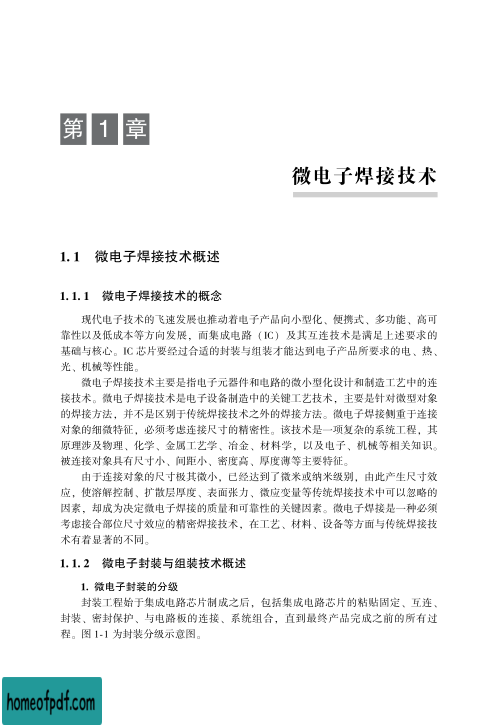 第1章
微电子焊接技术
1.1 微电子焊接技术概述
1.1.1 微电子焊接技术的概念
现代电子技术的飞速发展也推动着电子产品向小型化、便携式、多功能、高可
靠性以及低成本等方向发展，而集成电路（IC）及其互连技术是满足上述要求的
基础与核心。IC芯片要经过合适的封装与组装才能达到电子产品所要求的电、热、
光、机械等性能。
微电子焊接技术主要是指电子元器件和电路的微小型化设计和制造工艺中的连
接技术。微电子焊接技术是电子设备制造中的关键工艺技术，主要是针对微型对象
的焊接方法，并不是区别于传统焊接技术之外的焊接方法。微电子焊接侧重于连接
对象的细微特征，必须考虑连接尺寸的精密性。该技术是一项复杂的系统工程，其
原理涉及物理、化学、金属工艺学、冶金、材料学，以及电子、机械等相关知识。
被连接对象具有尺寸小、间距小、密度高、厚度薄等主要特征。
由于连接对象的尺寸极其微小，已经达到了微米或纳米级别，由此产生尺寸效
应，使溶解控制、扩散层厚度、表面张力、微应变量等传统焊接技术中可以忽略的
因素，却成为决定微电子焊接的质量和可靠性的关键因素。微电子焊接是一种必须
考虑接合部位尺寸效应的精密焊接技术，在工艺、材料、设备等方面与传统焊接技
术有着显著的不同。
1.1.2 微电子封装与组装技术概述
1. 微电子封装的分级
封装工程始于集成电路芯片制成之后，包括集成电路芯片的粘贴固定、互连、
封装、密封保护、与电路板的连接、系统组合，直到最终产品完成之前的所有过
程。图1-1为封装分级示意图。
homeofpdf.com